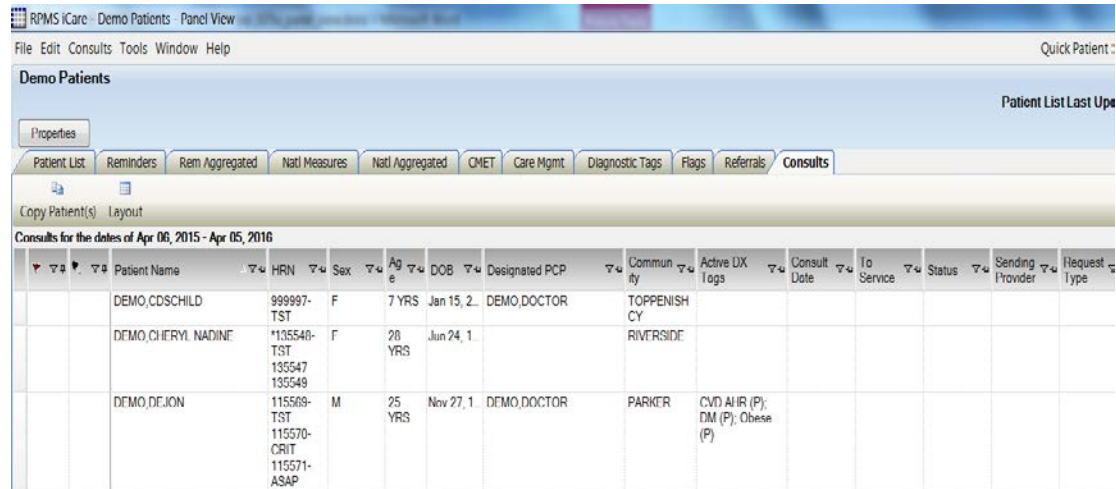 RPMS iCare - Demo Patients - Panel View
File Edit Consults Tools Window Help Quick Patient
Demo Patients
Patient List Last Upd
Properties
Patient List Reminders Rem Aggregated Natl Measures Natl Aggregated CMET Care Mgmt Diagnostic Tags Flags Referrals Consults
Copy Patient(s) Layout
Consults for the dates of Apr 06, 2015 - Apr 05, 2016
Patient Name HRN Sex Ag DOB Designated PCP Commun Active DX Consult To Status Sending Request
e ity Tags Date Service Provider Type
DEMO,CDSCHILD 999997- F 7 YRS Jan 15, 2... DEMO,DOCTOR TOPPENISH
TST CY
DEMO,CHERYL NADINE *135548- F 28 Jun 24, 1... RIVERSIDE
TST YRS
135547
135549
DEMO,DEJON 115569- M 25 Nov 27, 1... DEMO,DOCTOR PARKER CVD AHR (P);
TST YRS DM (P); Obese
115570- (P)
CRIT
115571-
ASAP